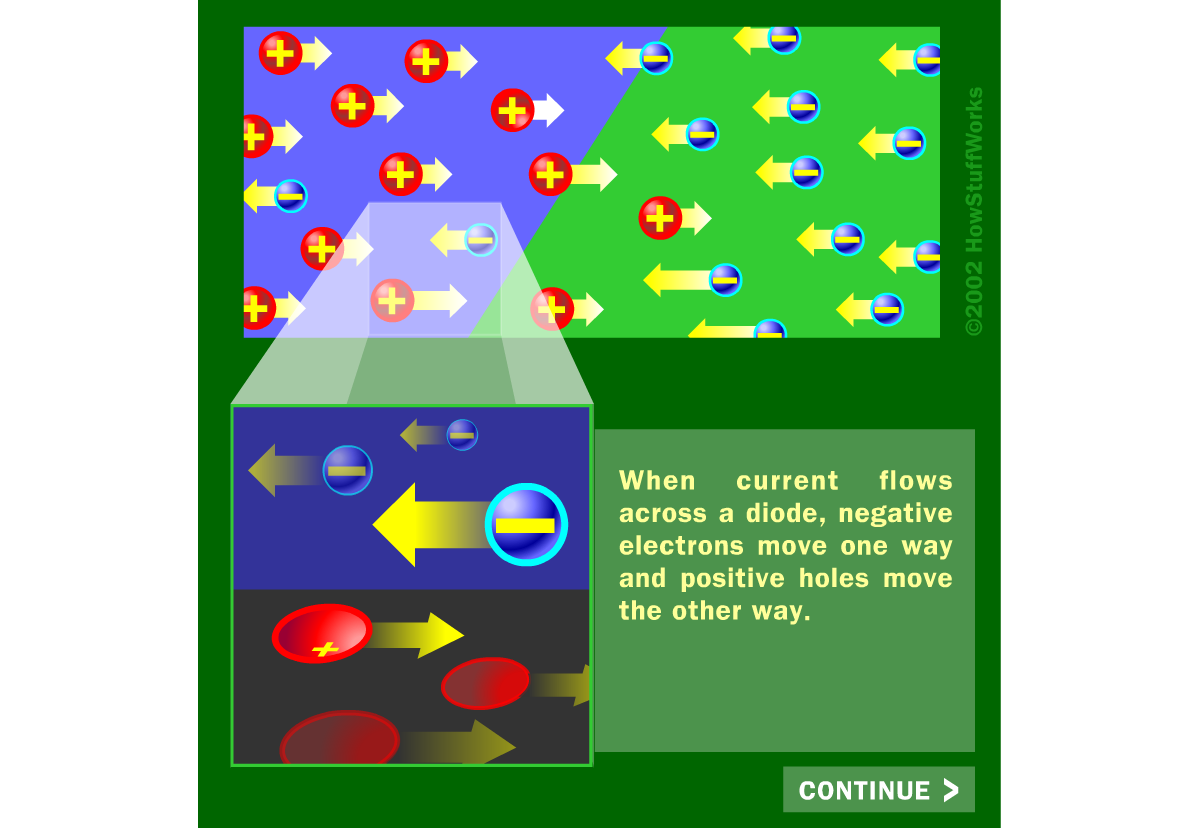 ©2002 HowStuffWorks
When current flows
across a diode, negative
electrons move one way
and positive holes move
the other way.
CONTINUE >